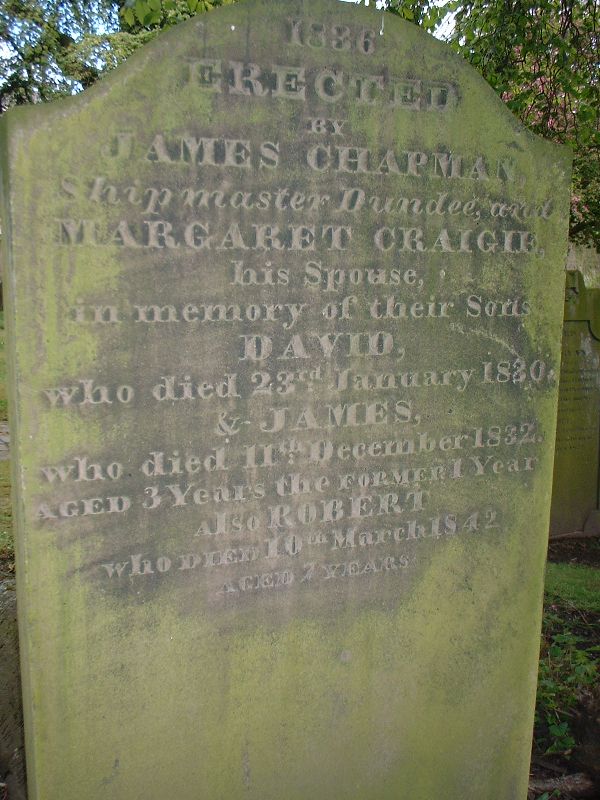 1836
ERECTED
BY
JAMES CHAPMAN,
Shipmaster Dundee, and
MARGARET CRAIGIE,
his Spouse,
in memory of their Sons
DAVID,
who died 23rd January 1830.
& JAMES,
who died 11th December 1832.
AGED 3 Years the FORMER 1 Year
Also ROBERT
who DIED 10th March 1842
AGED 7 YEARS